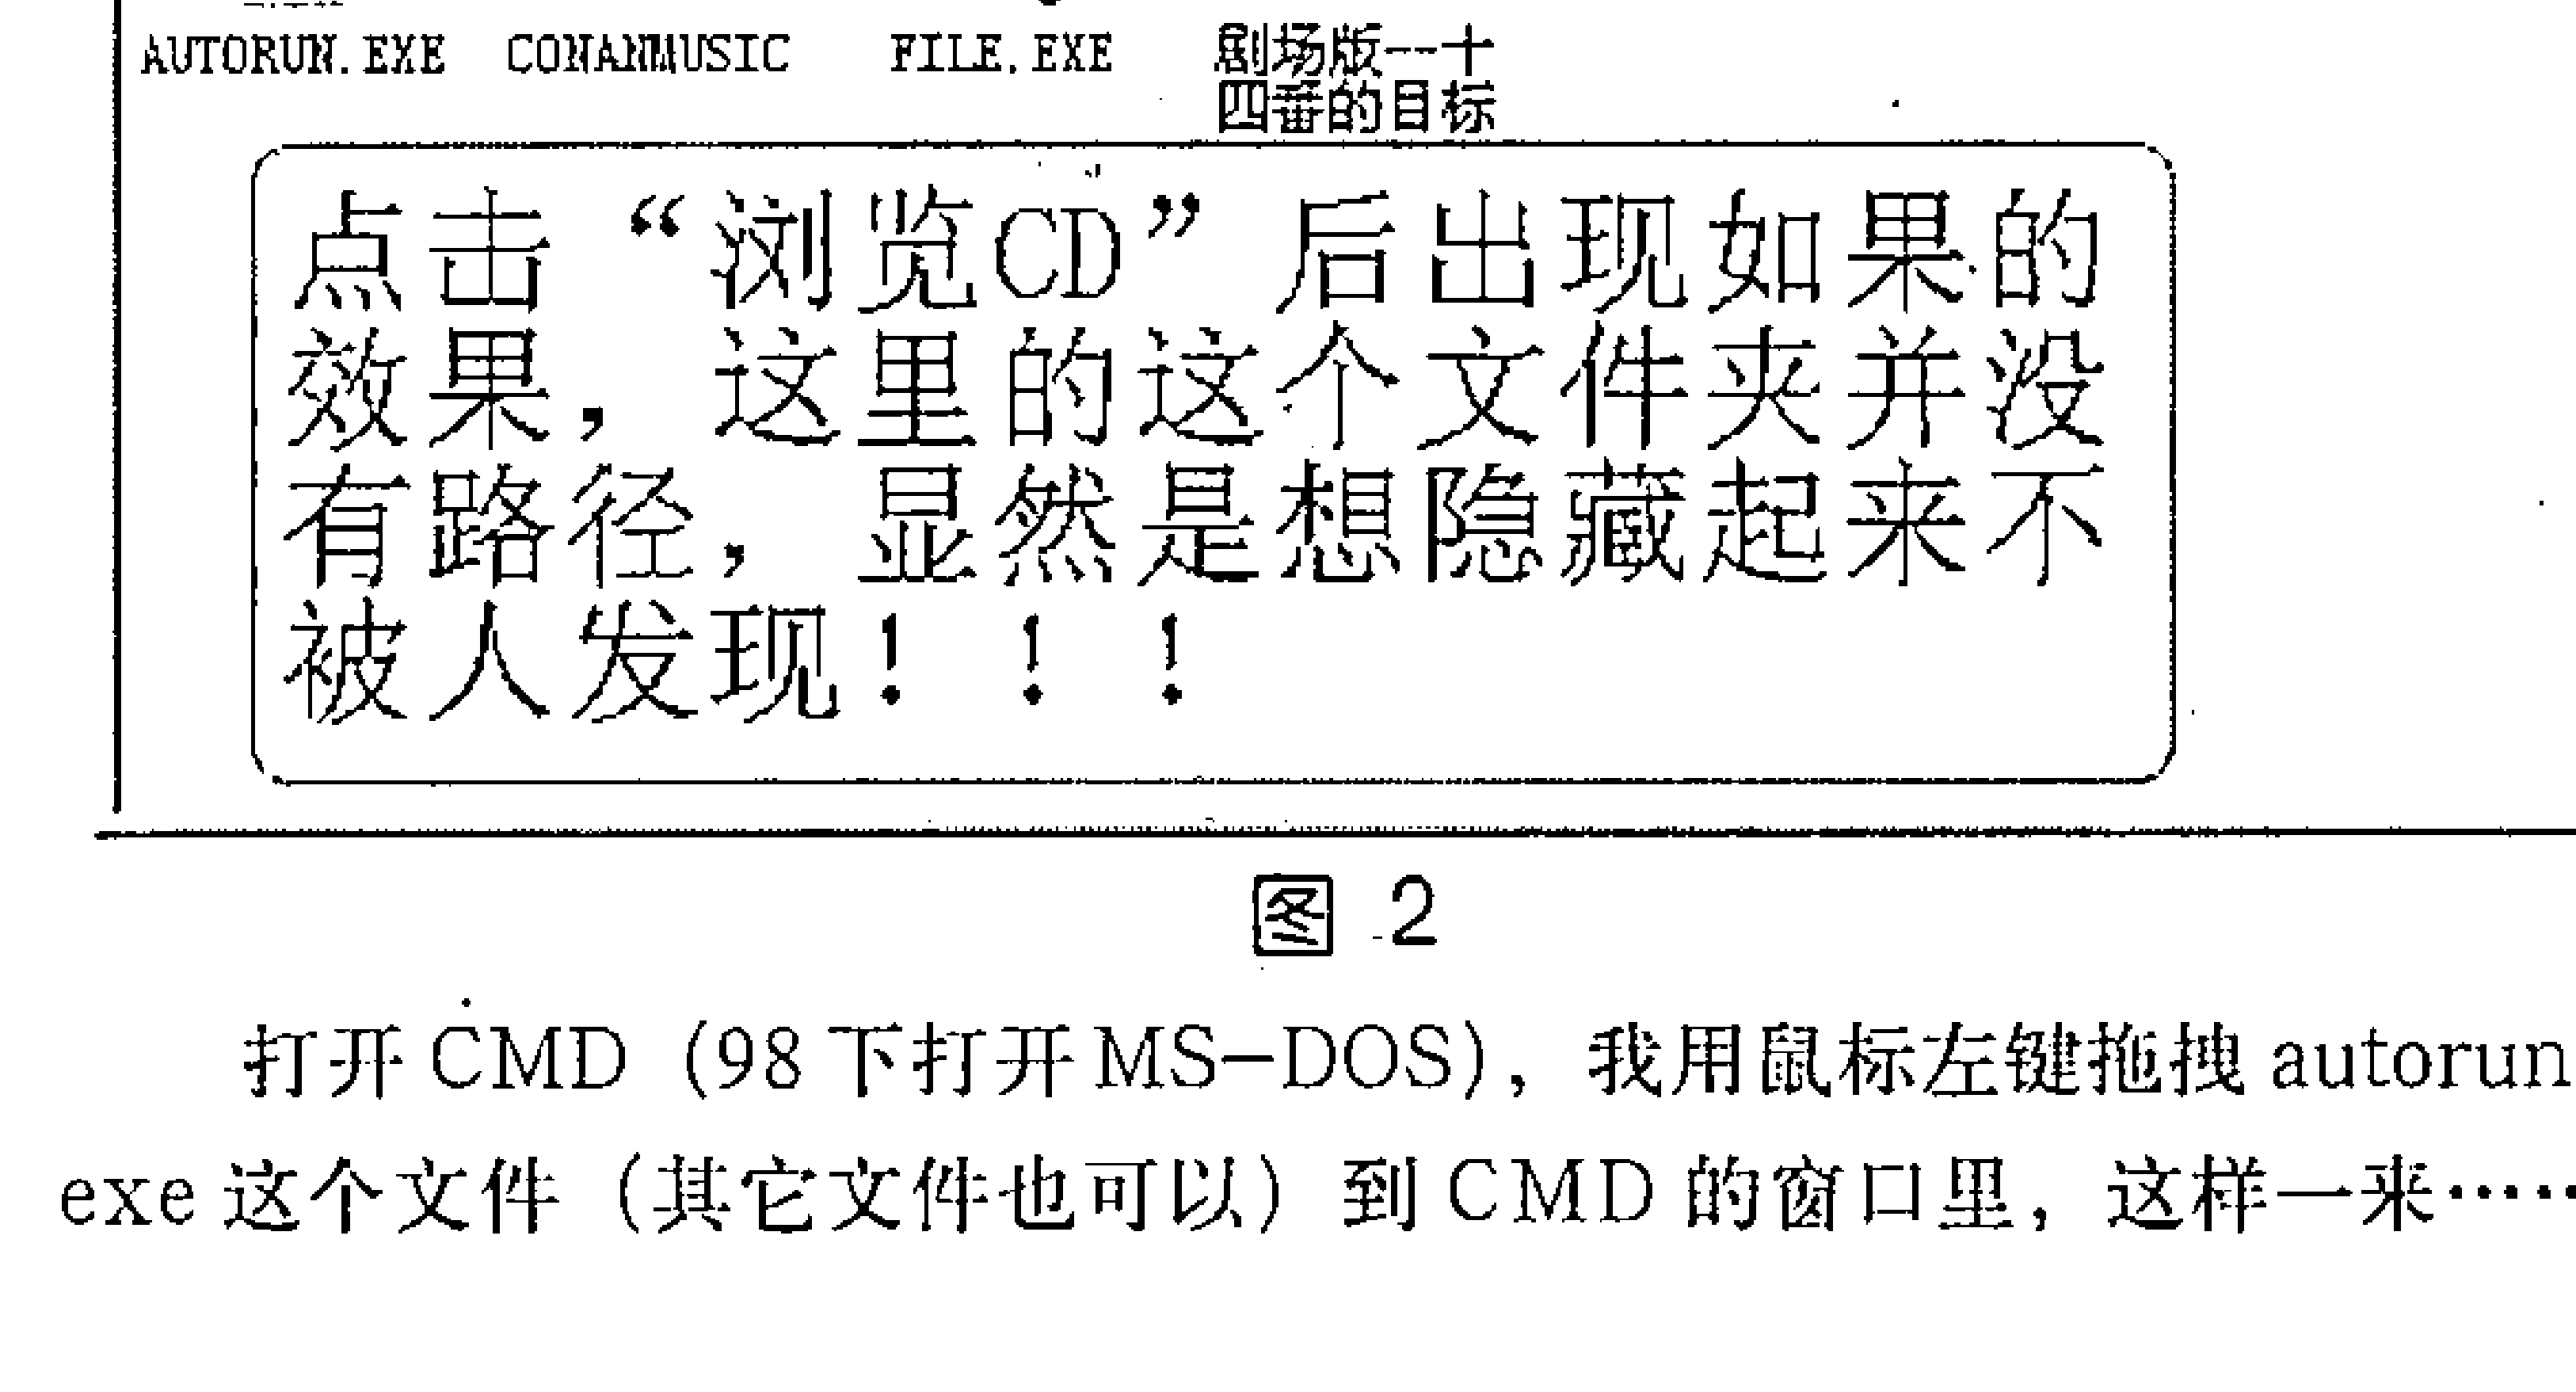 AUTORUN.EXE CONANMUSIC FILE.EXE 剧场版--十
四番的目标
点击“浏览CD”后出现如果的
效果，这里的这个文件夹并没
有路径，显然是想隐藏起来不
被人发现！！！
图 2
打开CMD（98下打开MS-DOS），我用鼠标左键拖拽autorun
exe这个文件（其它文件也可以）到CMD的窗口里，这样一来……